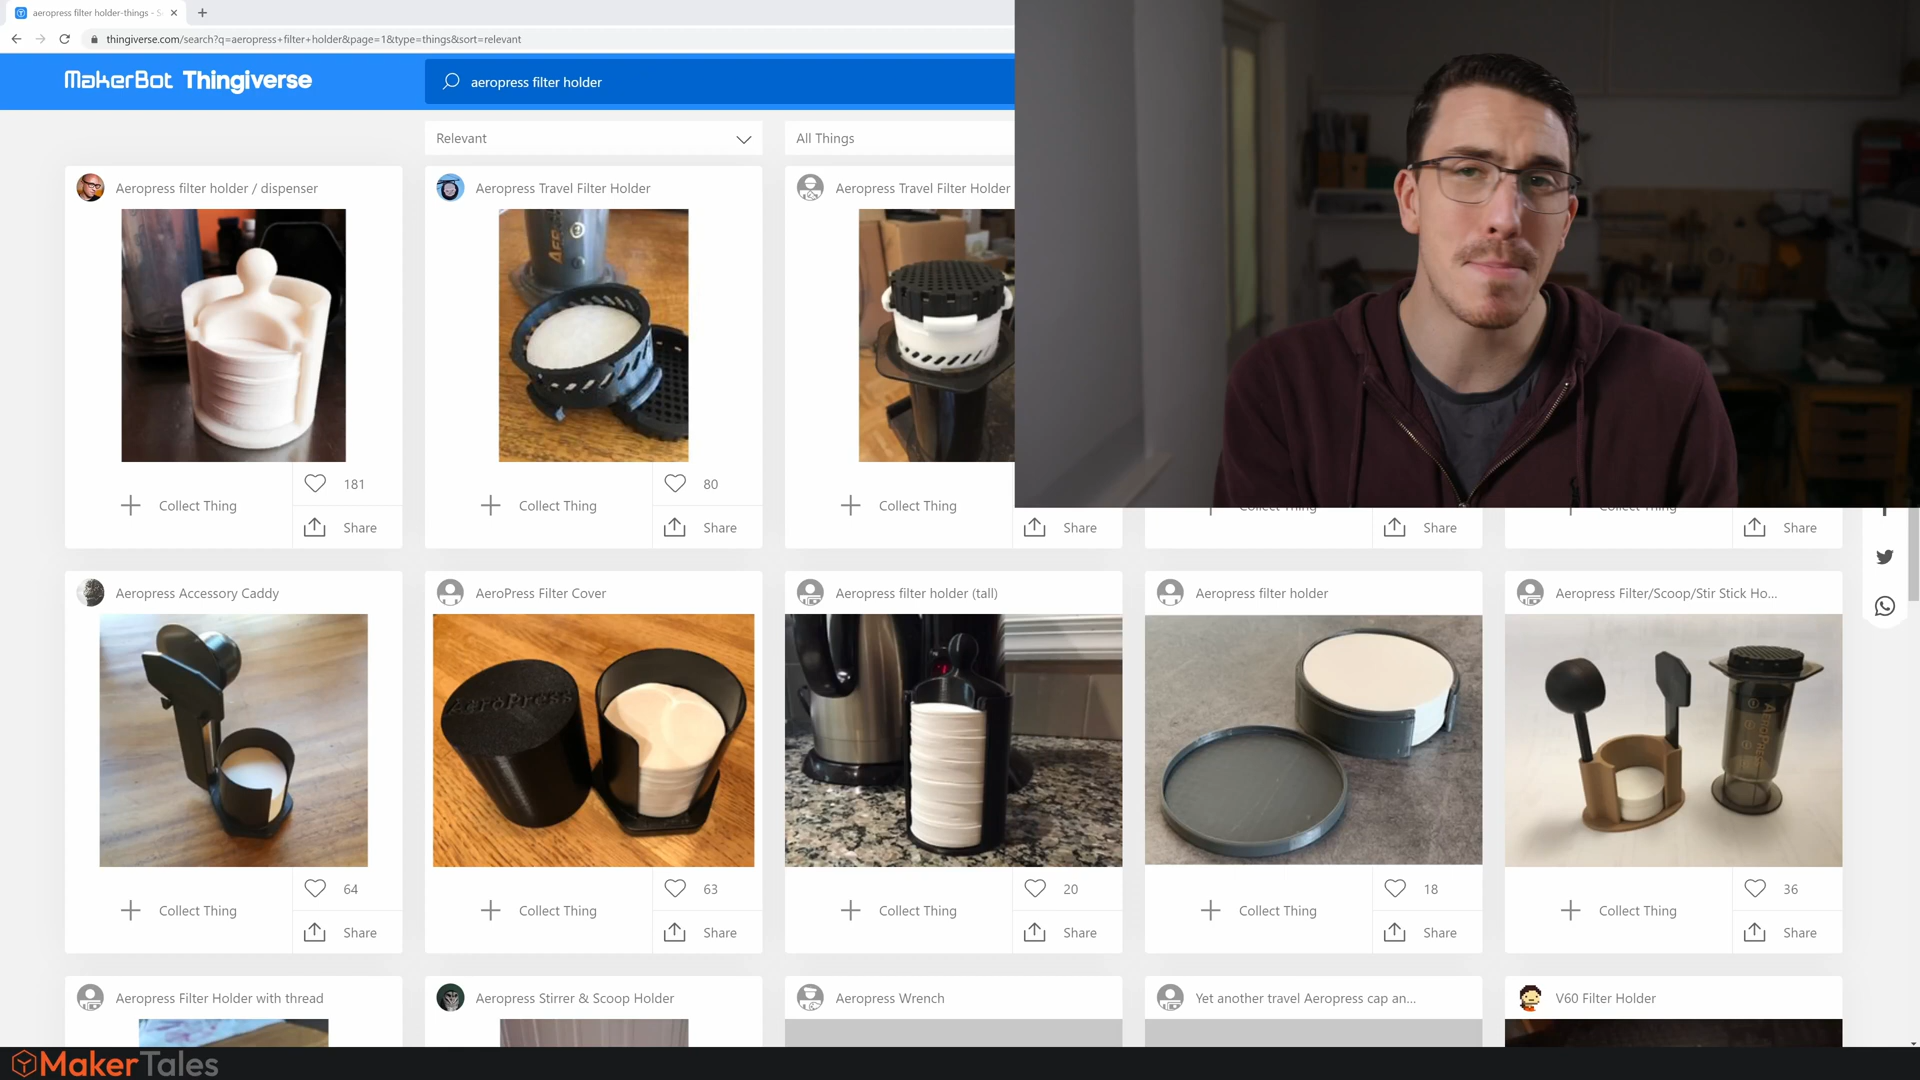 aeropress filter holder-things - S
thingiverse.com/search?q=aeropress+filter+holder&page=1&type=things&sort=relevant
MakerBot Thingiverse
aeropress filter holder
Relevant
All Things
Aeropress filter holder / dispenser
Aeropress Travel Filter Holder
Aeropress Travel Filter Holder
181
80
Collect Thing
Collect Thing
Collect Thing
Collect Thing
Collect Thing
Share
Share
Share
Share
Share
Aeropress Accessory Caddy
AeroPress Filter Cover
Aeropress filter holder (tall)
Aeropress filter holder
Aeropress Filter/Scoop/Stir Stick Ho...
AeroPress
64
63
20
18
36
Collect Thing
Collect Thing
Collect Thing
Collect Thing
Collect Thing
Share
Share
Share
Share
Share
Aeropress Filter Holder with thread
Aeropress Stirrer & Scoop Holder
Aeropress Wrench
Yet another travel Aeropress cap an...
V60 Filter Holder
MakerTales